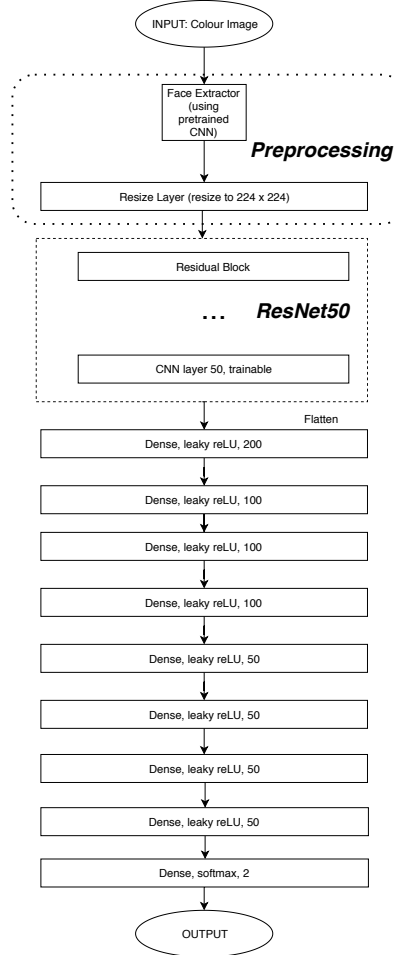 INPUT: Colour Image
Face Extractor
(using
pretrained
CNN)
Preprocessing
Resize Layer (resize to 224 x 224)
Residual Block
...
ResNet50
CNN layer 50, trainable
Flatten
Dense, leaky reLU, 200
Dense, leaky reLU, 100
Dense, leaky reLU, 100
Dense, leaky reLU, 100
Dense, leaky reLU, 50
Dense, leaky reLU, 50
Dense, leaky reLU, 50
Dense, leaky reLU, 50
Dense, softmax, 2
OUTPUT